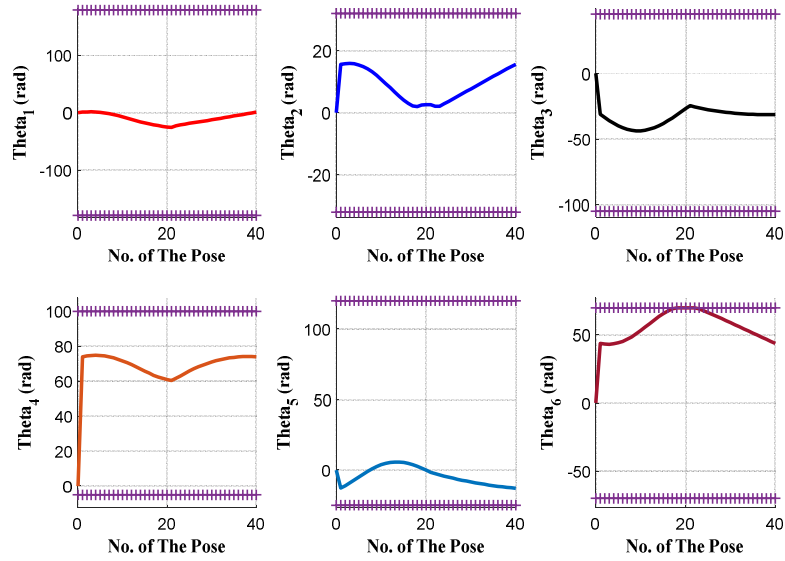 100
0
-100
Theta1 (rad)
0 20 40
No. of The Pose
20
0
-20
Theta2 (rad)
0 20 40
No. of The Pose
0
-50
-100
Theta3 (rad)
0 20 40
No. of The Pose
100
80
60
40
20
0
Theta4 (rad)
0 20 40
No. of The Pose
100
50
0
Theta5 (rad)
0 20 40
No. of The Pose
50
0
-50
Theta6 (rad)
0 20 40
No. of The Pose